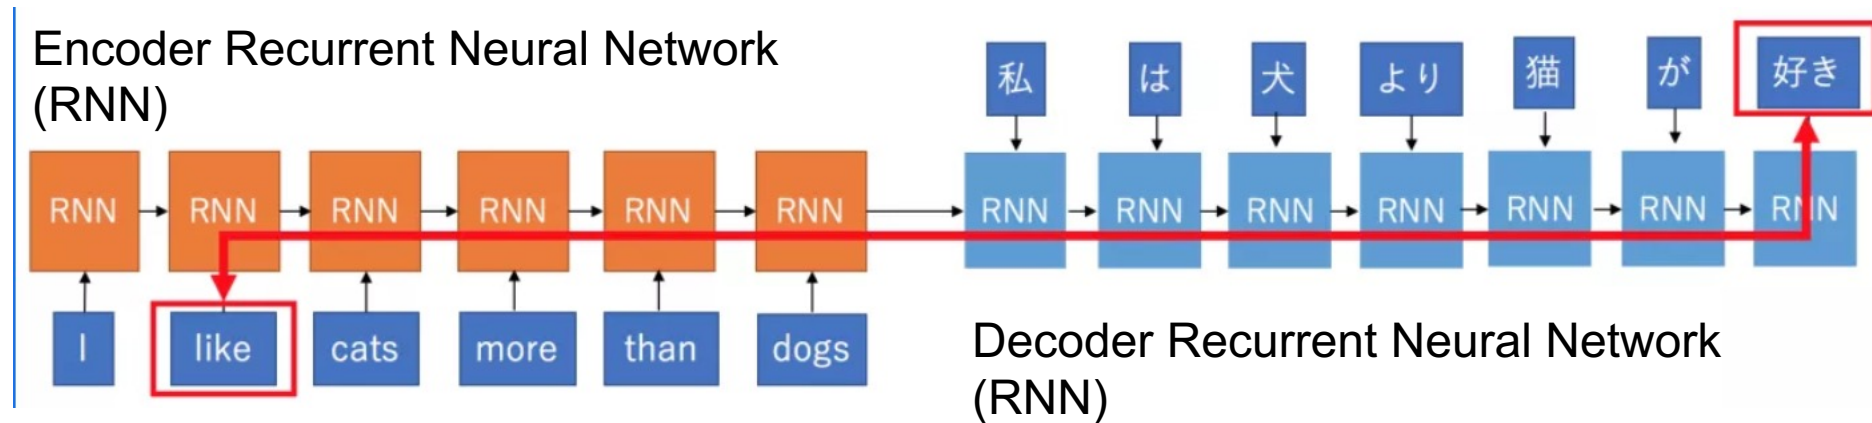 Encoder Recurrent Neural Network
(RNN)
私 は 犬 より 猫 が 好き
RNN RNN RNN RNN RNN RNN RNN RNN RNN RNN RNN RNN RNN
I like cats more than dogs
Decoder Recurrent Neural Network
(RNN)